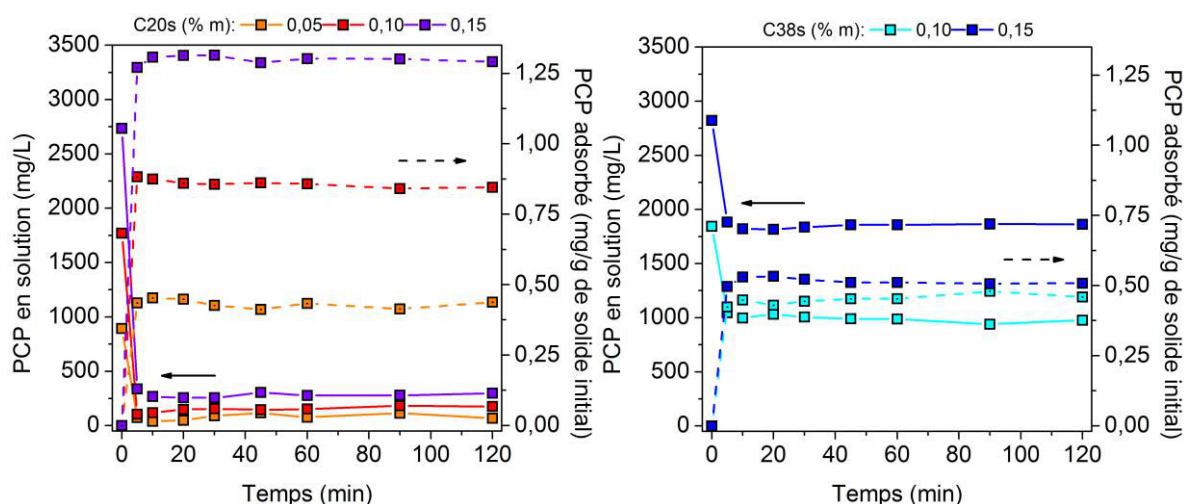 C20s (% m): 0,05 0,10 0,15
3500
3000
2500
2000
1500
1000
500
0
PCP en solution (mg/L)
1,25
1,00
0,75
0,50
0,25
0,00
PCP adsorbé (mg/g de solide initial)
0 20 40 60 80 100 120
Temps (min)
C38s (% m): 0,10 0,15
3500
3000
2500
2000
1500
1000
500
0
PCP en solution (mg/L)
1,25
1,00
0,75
0,50
0,25
0,00
PCP adsorbé (mg/g de solide initial)
0 20 40 60 80 100 120
Temps (min)